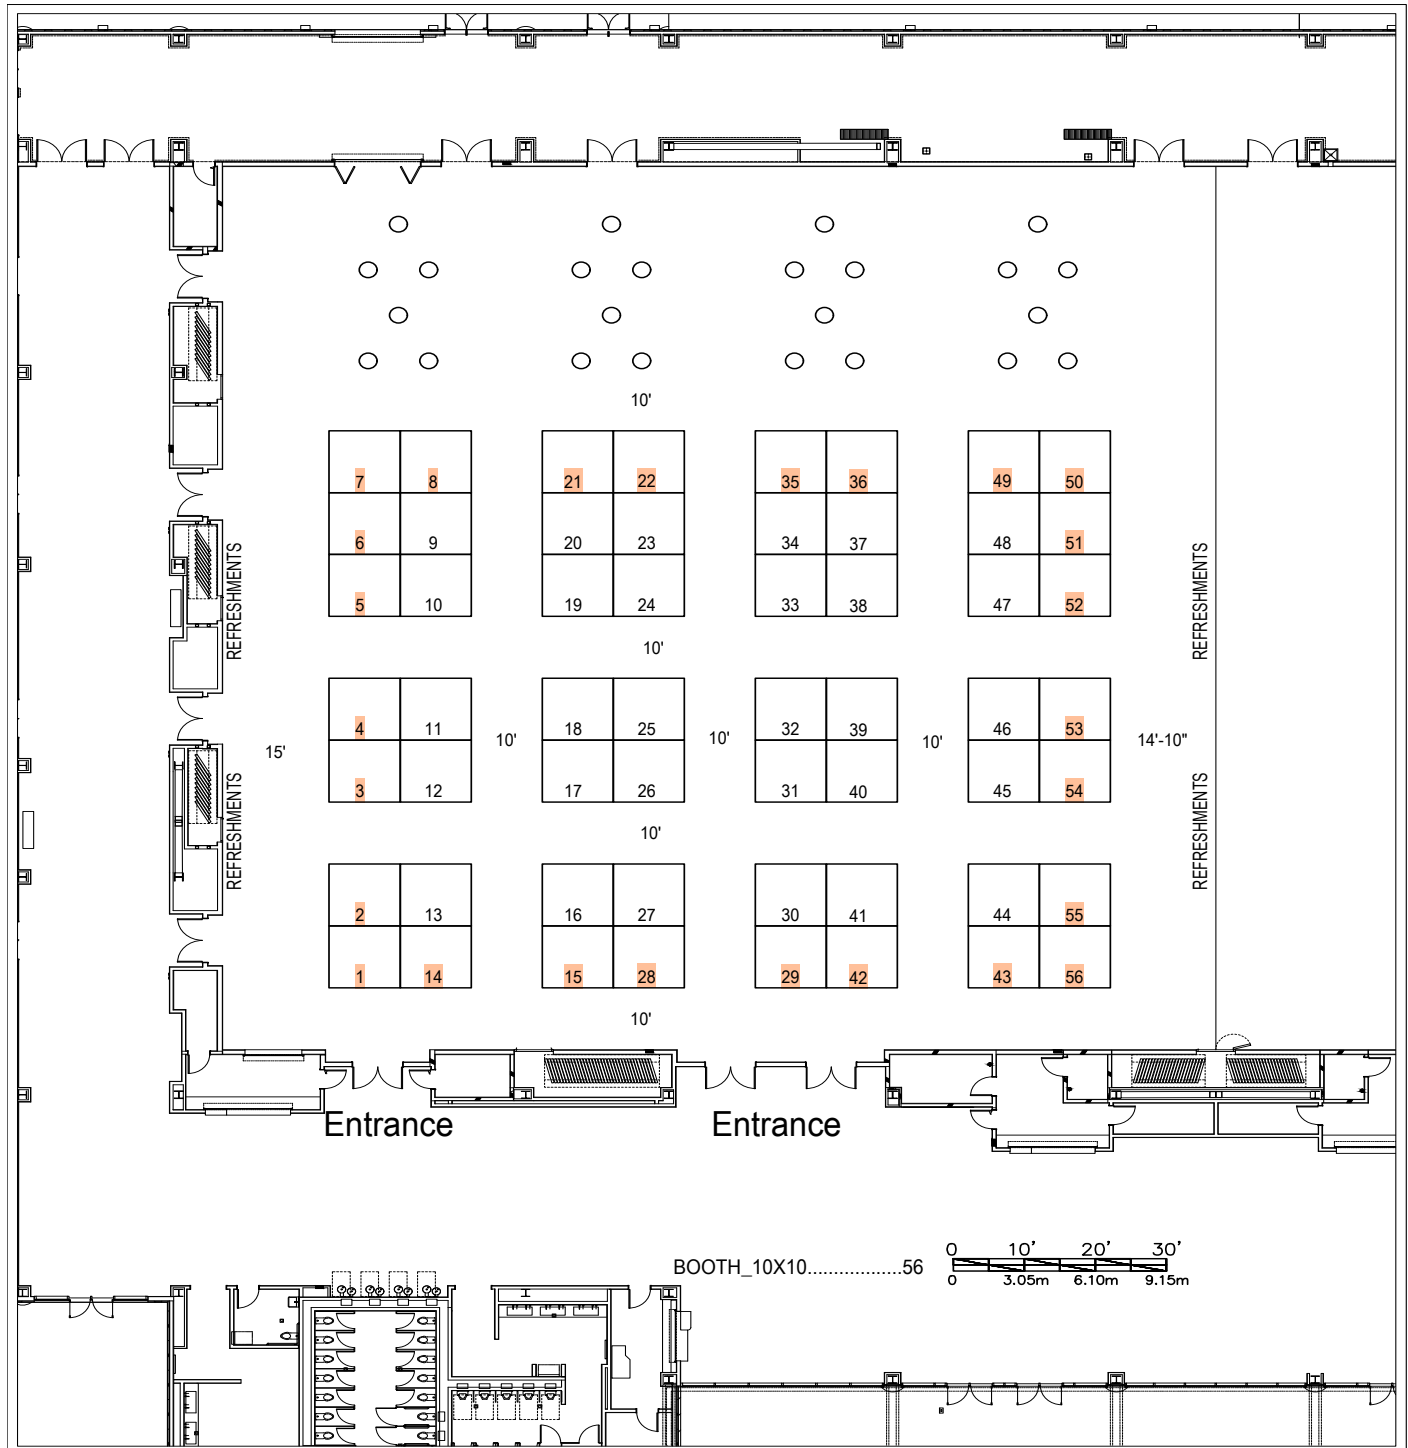 10'
7 8 21 22 35 36 49 50
6 9 20 23 34 37 48 51
5 10 19 24 33 38 47 52
REFRESHMENTS
REFRESHMENTS
10'
4 11 18 25 32 39 46 53
15' 10' 10' 10' 14'-10"
3 12 17 26 31 40 45 54
REFRESHMENTS
REFRESHMENTS
10'
2 13 16 27 30 41 44 55
1 14 15 28 29 42 43 56
10'
Entrance Entrance
BOOTH_10X10.................56
0 10' 20' 30'
0 3.05m 6.10m 9.15m